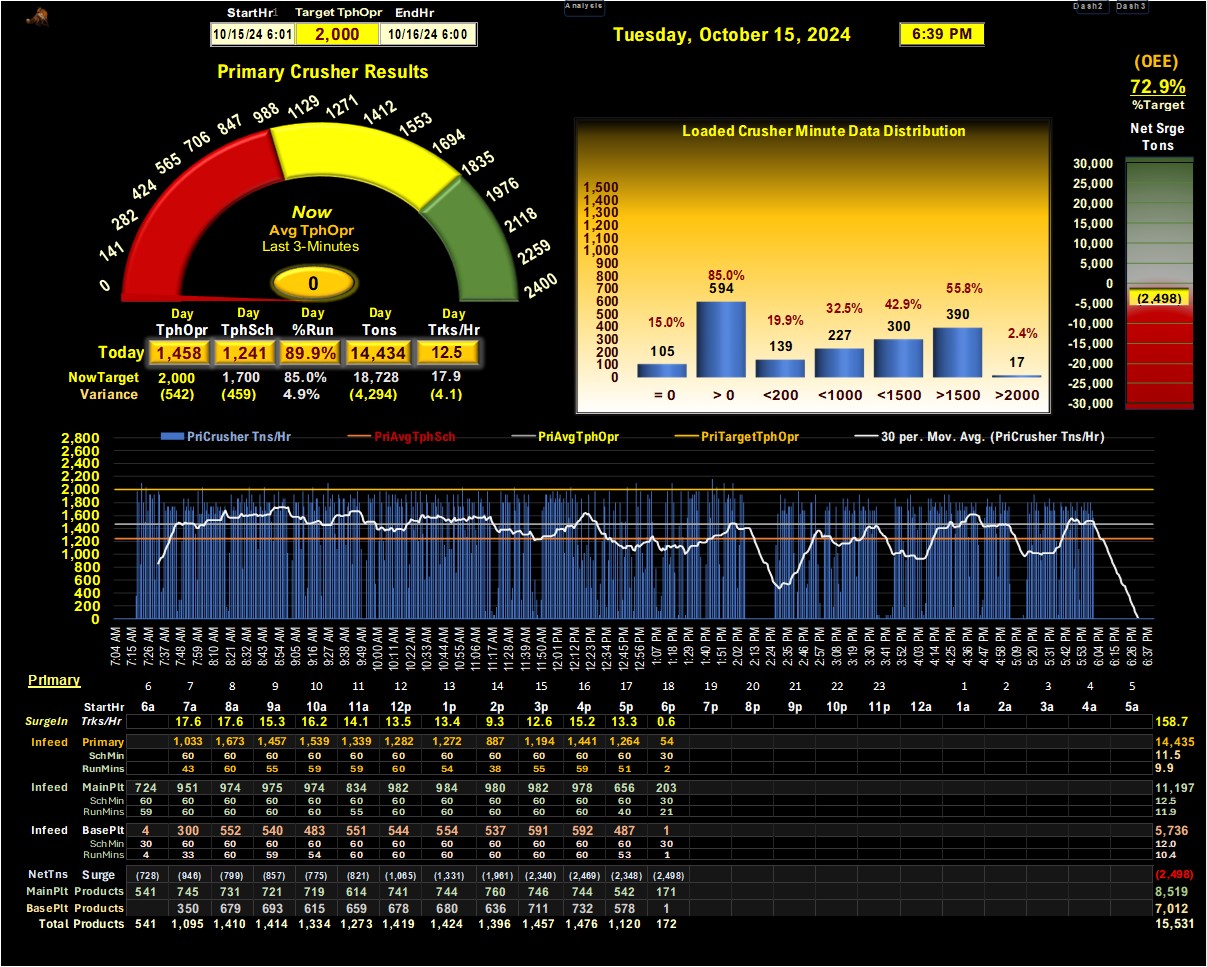 Analysis
Dash2 Dash3
StartHr1 Target TphOpr EndHr
10/15/24 6:01 2,000 10/16/24 6:00
Tuesday, October 15, 2024
6:39 PM
(OEE)
72.9%
%Target
Net Srge
Tons
30,000
25,000
20,000
15,000
10,000
5,000
0
-5,000
-10,000
-15,000
-20,000
-25,000
-30,000
(2,498)
Primary Crusher Results
0
141
282
424
565
706
847
988
1129
1271
1412
1553
1694
1835
1976
2118
2259
2400
Now
Avg TphOpr
Last 3-Minutes
0
Day Day Day Day Day
TphOpr TphSch %Run Tons Trks/Hr
Today 1,458 1,241 89.9% 14,434 12.5
NowTarget 2,000 1,700 85.0% 18,728 17.9
Variance (542) (459) 4.9% (4,294) (4.1)
Loaded Crusher Minute Data Distribution
1,500
1,400
1,300
1,200
1,100
1,000
900
800
700
600
500
400
300
200
100
0
15.0% 85.0% 19.9% 32.5% 42.9% 55.8% 2.4%
105 594 139 227 300 390 17
= 0 > 0 <200 <1000 <1500 >1500 >2000
PriCrusher Tns/Hr PriAvgTphSch PriAvgTphOpr PriTargetTphOpr 30 per. Mov. Avg. (PriCrusher Tns/Hr)
2,800
2,600
2,400
2,200
2,000
1,800
1,600
1,400
1,200
1,000
800
600
400
200
0
7:04 AM 7:15 AM 7:26 AM 7:37 AM 7:48 AM 7:59 AM 8:10 AM 8:21 AM 8:32 AM 8:43 AM 8:54 AM 9:05 AM 9:16 AM 9:27 AM 9:38 AM 9:49 AM 10:00 AM 10:11 AM 10:22 AM 10:33 AM 10:44 AM 10:55 AM 11:06 AM 11:17 AM 11:28 AM 11:39 AM 11:50 AM 12:01 PM 12:12 PM 12:23 PM 12:34 PM 12:45 PM 12:56 PM 1:07 PM 1:18 PM 1:29 PM 1:40 PM 1:51 PM 2:02 PM 2:13 PM 2:24 PM 2:35 PM 2:46 PM 2:57 PM 3:08 PM 3:19 PM 3:30 PM 3:41 PM 3:52 PM 4:03 PM 4:14 PM 4:25 PM 4:36 PM 4:47 PM 4:58 PM 5:09 PM 5:20 PM 5:31 PM 5:42 PM 5:53 PM 6:04 PM 6:15 PM 6:26 PM 6:37 PM
Primary
6 7 8 9 10 11 12 13 14 15 16 17 18 19 20 21 22 23 1 2 3 4 5
StartHr 6a 7a 8a 9a 10a 11a 12p 1p 2p 3p 4p 5p 6p 7p 8p 9p 10p 11p 12a 1a 2a 3a 4a 5a
SurgeIn Trks/Hr 17.6 17.6 15.3 16.2 14.1 13.5 13.4 9.3 12.6 15.2 13.3 0.6 158.7
Infeed Primary 1,033 1,673 1,457 1,539 1,339 1,282 1,272 887 1,194 1,441 1,264 54 14,435
SchMin 60 60 60 60 60 60 60 60 60 60 60 30 11.5
RunMins 43 60 55 59 59 60 54 38 55 59 51 2 9.9
Infeed MainPlt 724 951 974 975 974 834 982 984 980 982 978 656 203 11,197
SchMin 60 60 60 60 60 60 60 60 60 60 60 60 30 12.5
RunMins 59 60 60 60 60 55 60 60 60 60 60 40 21 11.9
Infeed BasePlt 4 300 552 540 483 551 544 554 537 591 592 487 1 5,736
SchMin 30 60 60 60 60 60 60 60 60 60 60 60 30 12.0
RunMins 4 33 60 59 54 60 60 60 60 60 60 53 1 10.4
NetTns Surge (728) (946) (799) (857) (775) (821) (1,065) (1,331) (1,961) (2,340) (2,469) (2,348) (2,498) (2,498)
MainPlt Products 541 745 731 721 719 614 741 744 760 746 744 542 171 8,519
BasePlt Products 350 679 693 615 659 678 680 636 711 732 578 1 7,012
Total Products 541 1,095 1,410 1,414 1,334 1,273 1,419 1,424 1,396 1,457 1,476 1,120 172 15,531